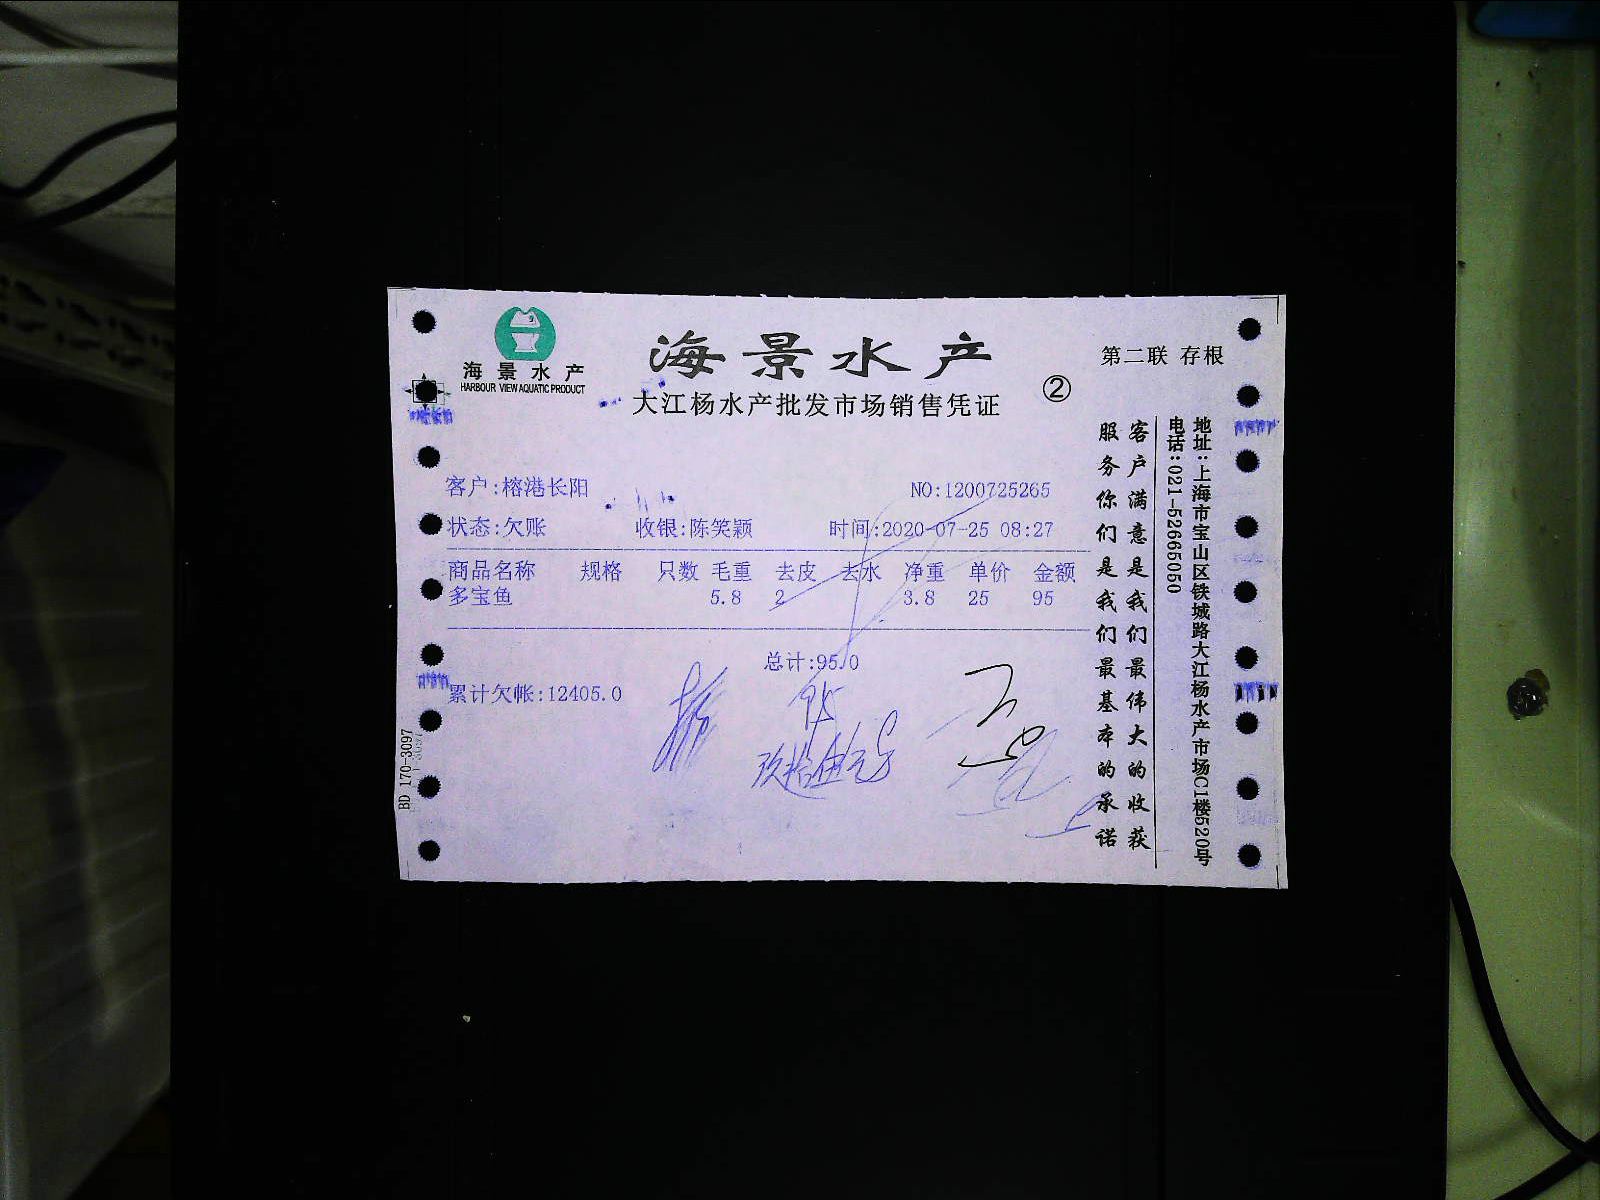 海景水产
HARBOUR VIEW AQUATIC PRODUCT
海景水产
大江杨水产批发市场销售凭证
②
第二联 存根
客户:榕港长阳 NO:1200725265
状态:欠账 收银:陈笑颖 时间:2020-07-25 08:27
商品名称 规格 只数 毛重 去皮 去水 净重 单价 金额
多宝鱼 5.8 2 3.8 25 95
总计:95.0
累计欠帐:12405.0
玖拾伍元
地址:上海市宝山区铁城路大江杨水产市场C1楼520号
电话:021-52665050
客户满意是我们最伟大的收获
服务你们是我们最基本的承诺
BD 170-3097